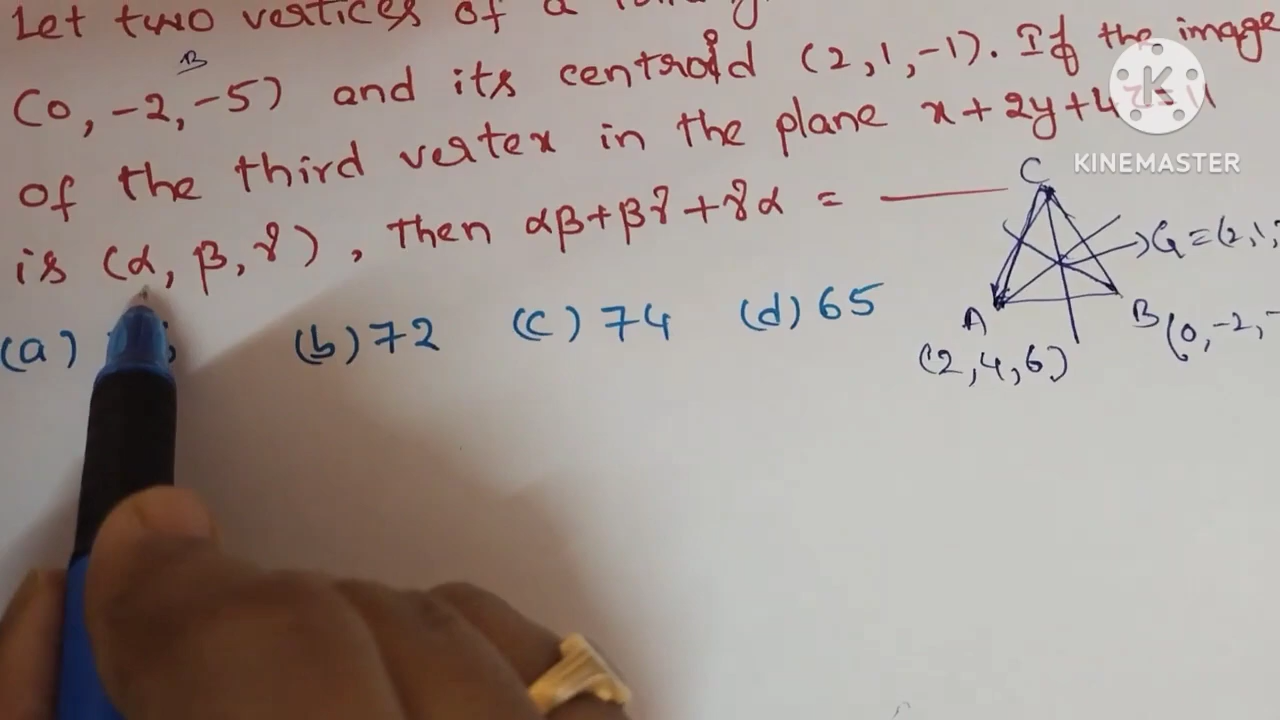 Let two vertices of a
(0, -2, -5) and its centroid (2, 1, -1). If the image
B
of the third vertex in the plane x + 2y + 4
is (α, β, γ), then αβ + βγ + γα = ———
(a) (b) 72 (c) 74 (d) 65
C
G = (2, 1,
A
B (0, -2, -
(2, 4, 6)
K
KINEMASTER